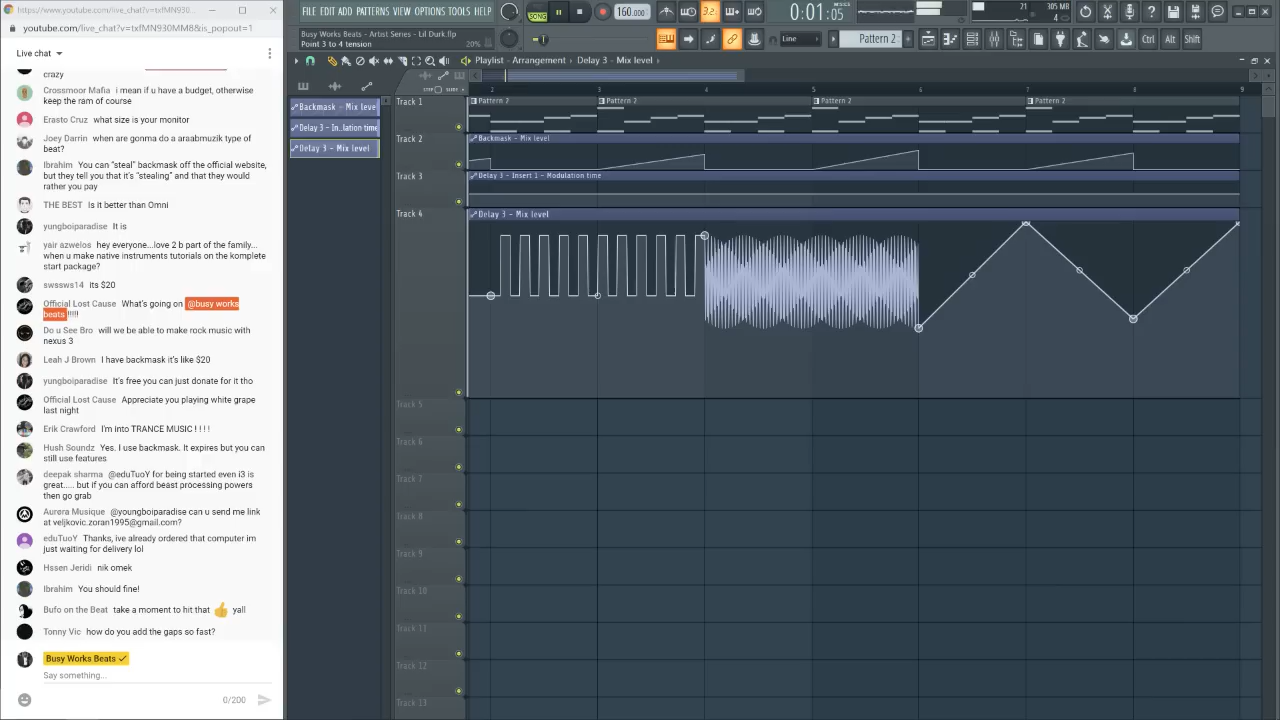 https://www.youtube.com/live_chat?v=txfMN930...
youtube.com/live_chat?v=txfMN930MM8&is_popout=1
Live chat
crazy
Crossmoor Mafia i mean if u have a budget, otherwise
keep the ram of course
Erasto Cruz what size is your monitor
Joey Darrin when are gonma do a araabmuzik type of
beat?
Ibrahim You can “steal” backmask off the official website,
but they tell you that it’s “stealing” and that they would
rather you pay
THE BEST Is it better than Omni
yungboiparadise It is
yair azwelos hey everyone...love 2 b part of the family...
when u make native instruments tutorials on the komplete
start package?
swssws14 its $20
Official Lost Cause What's going on @busy works
beats !!!!!
Do u See Bro will we be able to make rock music with
nexus 3
Leah J Brown I have backmask it's like $20
yungboiparadise It's free you can just donate for it tho
Official Lost Cause Appreciate you playing white grape
last night
Erik Crawford I'm into TRANCE MUSIC ! ! ! !
Hush Soundz Yes. I use backmask. It expires but you can
still use features
deepak sharma @eduTuoY for being started even i3 is
great..... but if you can afford beast processing powers
then go grab
Aurøra Musique @youngboiparadise can u send me link
at veljkovic.zoran1995@gmail.com?
eduTuoY Thanks, ive already ordered that computer im
just waiting for delivery lol
Hssen Jeridi nik omek
Ibrahim You should fine!
Bufo on the Beat take a moment to hit that 👍 yall
Tonny Vic how do you add the gaps so fast?
Busy Works Beats ✓
Say something...
0/200
FILE EDIT ADD PATTERNS VIEW OPTIONS TOOLS HELP
SONG
160.000
3.2
0:01:05
21
305 MB
4
Busy Works Beats - Artist Series - Lil Durk.flp
Point 3 to 4 tension
20%
Line
Pattern 2
Ctrl Alt Shift
Playlist - Arrangement › Delay 3 - Mix level ›
STEP SLIDE
2 3 4 5 6 7 8 9
Backmask - Mix level
Delay 3 - In..lation time
Delay 3 - Mix level
Track 1
Pattern 2
Pattern 2
Pattern 2
Pattern 2
Track 2
Backmask - Mix level
Track 3
Delay 3 - Insert 1 - Modulation time
Track 4
Delay 3 - Mix level
Track 5
Track 6
Track 7
Track 8
Track 9
Track 10
Track 11
Track 12
Track 13